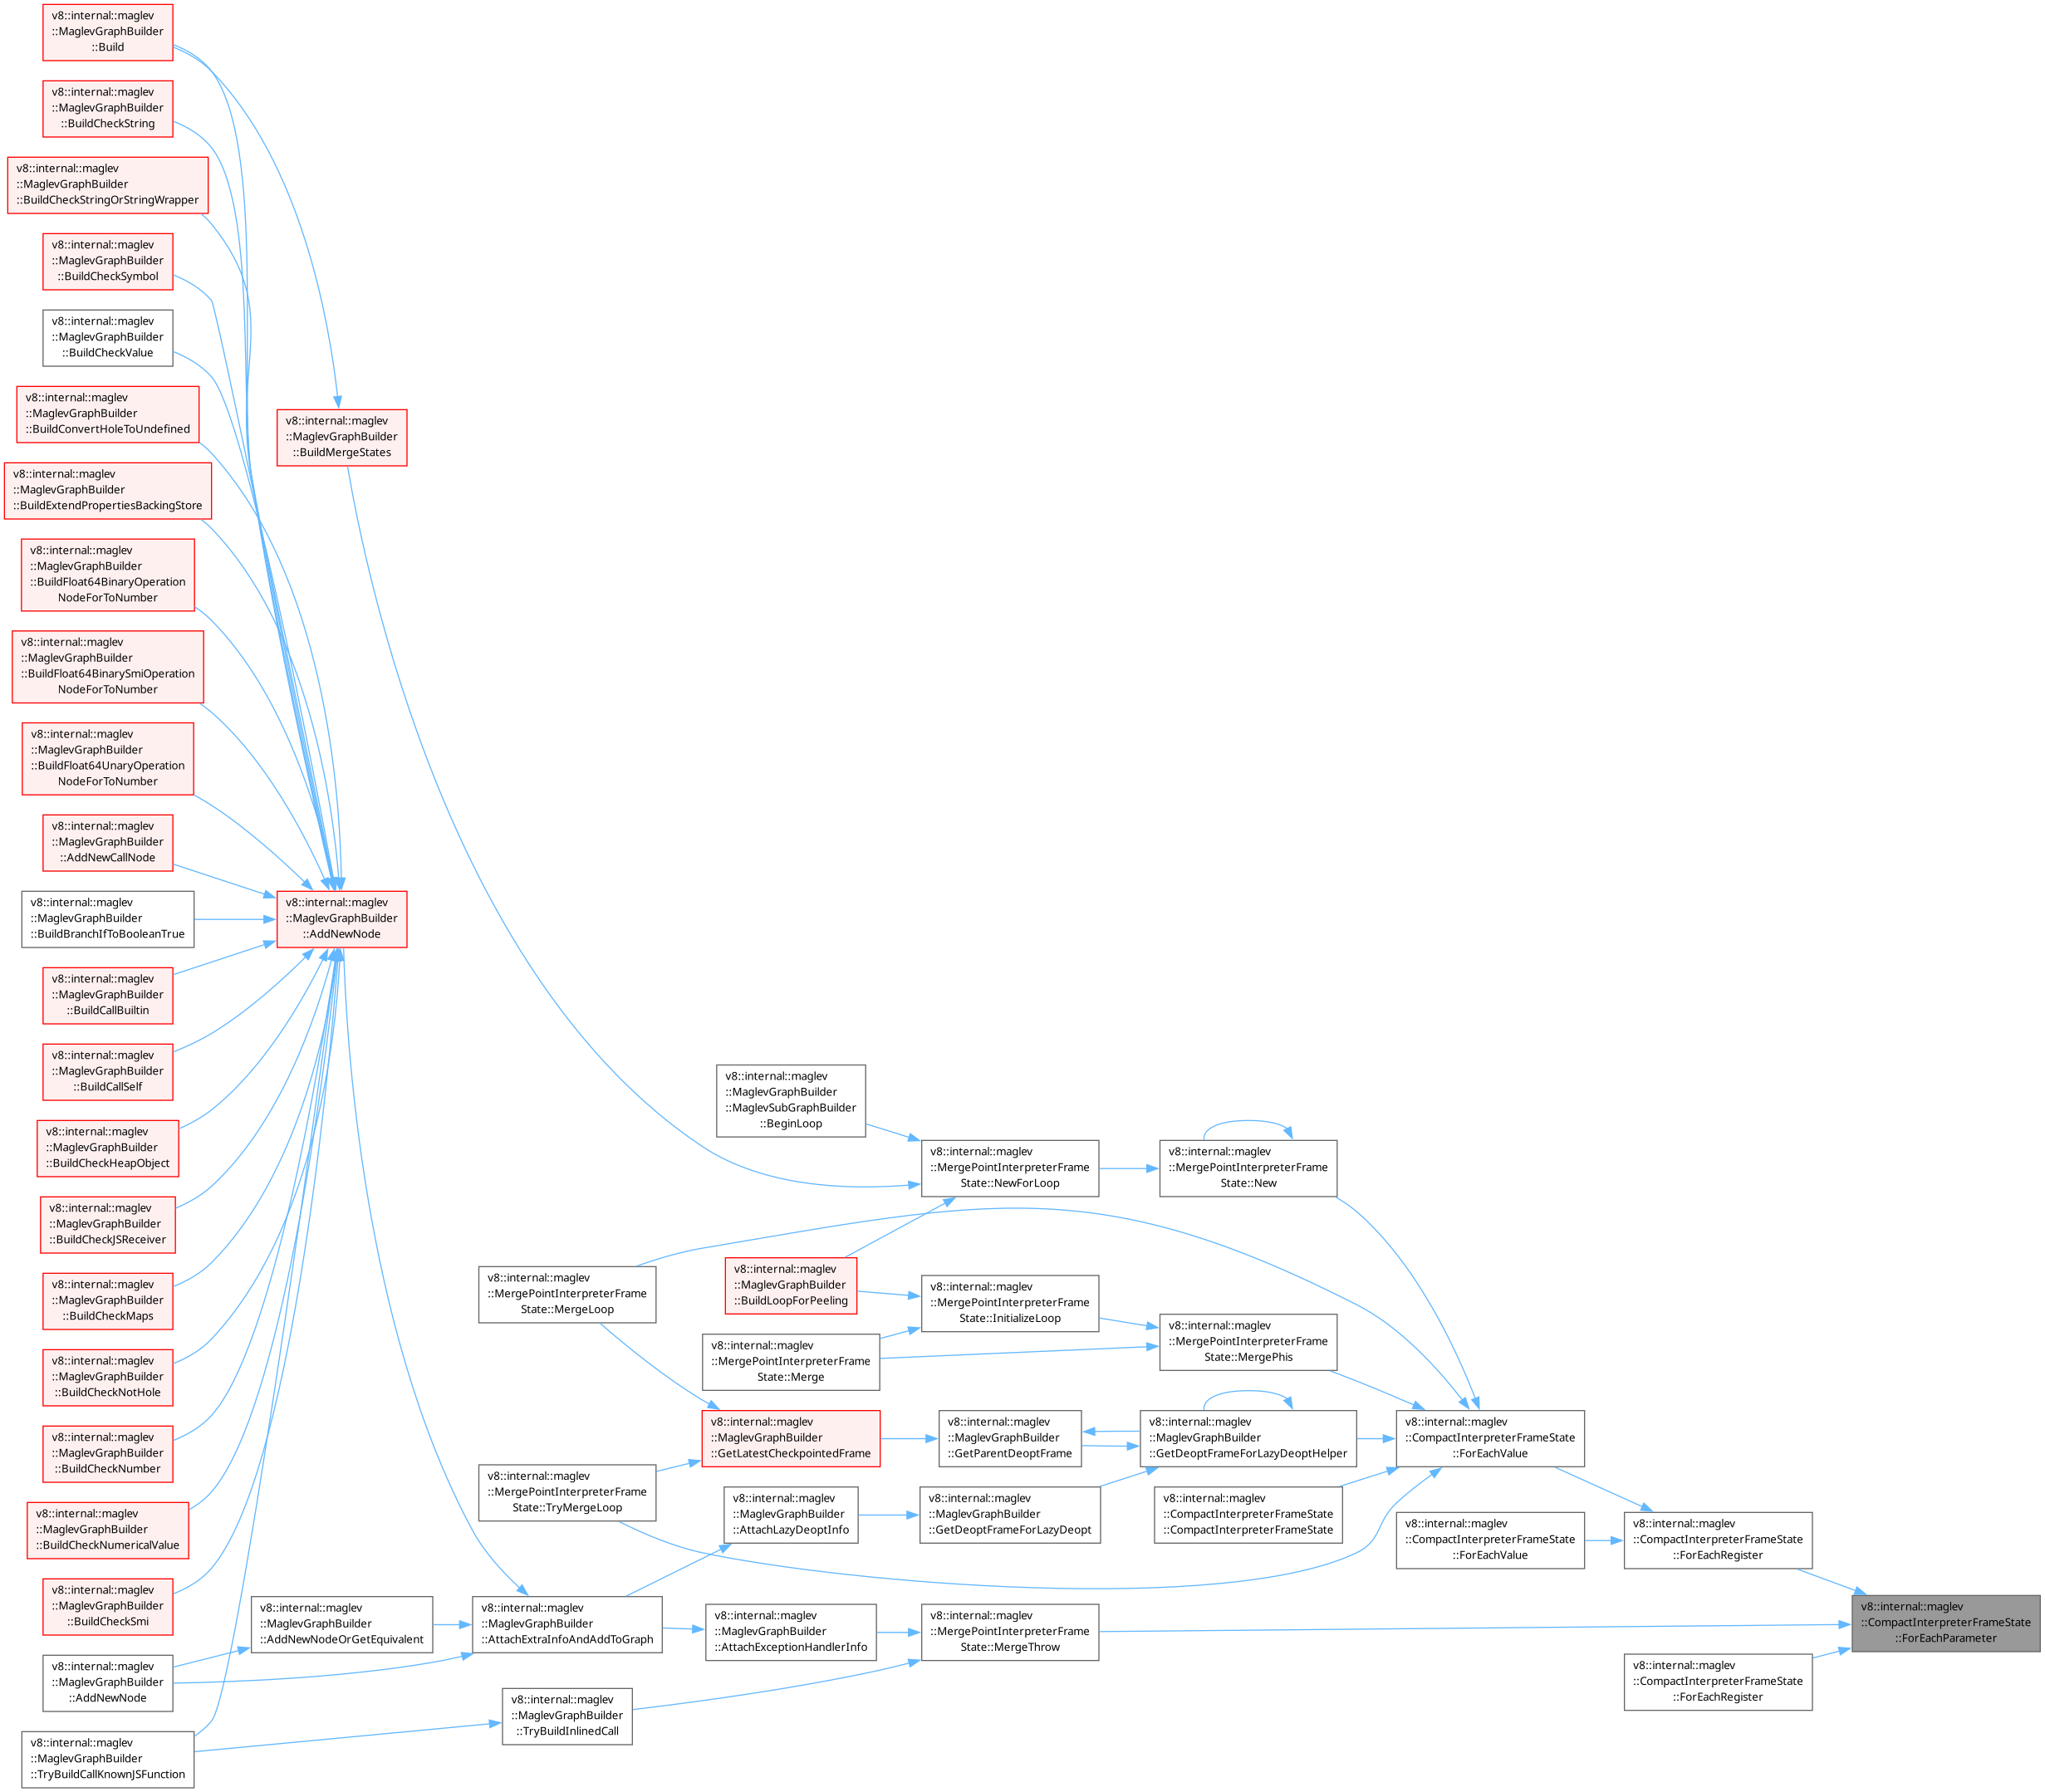 v8::internal::maglev
::MaglevGraphBuilder
::Build
v8::internal::maglev
::MaglevGraphBuilder
::BuildCheckString
v8::internal::maglev
::MaglevGraphBuilder
::BuildCheckStringOrStringWrapper
v8::internal::maglev
::MaglevGraphBuilder
::BuildCheckSymbol
v8::internal::maglev
::MaglevGraphBuilder
::BuildCheckValue
v8::internal::maglev
::MaglevGraphBuilder
::BuildConvertHoleToUndefined
v8::internal::maglev
::MaglevGraphBuilder
::BuildExtendPropertiesBackingStore
v8::internal::maglev
::MaglevGraphBuilder
::BuildFloat64BinaryOperation
NodeForToNumber
v8::internal::maglev
::MaglevGraphBuilder
::BuildFloat64BinarySmiOperation
NodeForToNumber
v8::internal::maglev
::MaglevGraphBuilder
::BuildFloat64UnaryOperation
NodeForToNumber
v8::internal::maglev
::MaglevGraphBuilder
::AddNewCallNode
v8::internal::maglev
::MaglevGraphBuilder
::BuildBranchIfToBooleanTrue
v8::internal::maglev
::MaglevGraphBuilder
::BuildCallBuiltin
v8::internal::maglev
::MaglevGraphBuilder
::BuildCallSelf
v8::internal::maglev
::MaglevGraphBuilder
::BuildCheckHeapObject
v8::internal::maglev
::MaglevGraphBuilder
::BuildCheckJSReceiver
v8::internal::maglev
::MaglevGraphBuilder
::BuildCheckMaps
v8::internal::maglev
::MaglevGraphBuilder
::BuildCheckNotHole
v8::internal::maglev
::MaglevGraphBuilder
::BuildCheckNumber
v8::internal::maglev
::MaglevGraphBuilder
::BuildCheckNumericalValue
v8::internal::maglev
::MaglevGraphBuilder
::BuildCheckSmi
v8::internal::maglev
::MaglevGraphBuilder
::AddNewNode
v8::internal::maglev
::MaglevGraphBuilder
::TryBuildCallKnownJSFunction
v8::internal::maglev
::MaglevGraphBuilder
::BuildMergeStates
v8::internal::maglev
::MaglevGraphBuilder
::AddNewNode
v8::internal::maglev
::MaglevGraphBuilder
::AddNewNodeOrGetEquivalent
v8::internal::maglev
::MergePointInterpreterFrame
State::MergeLoop
v8::internal::maglev
::MergePointInterpreterFrame
State::TryMergeLoop
v8::internal::maglev
::MaglevGraphBuilder
::AttachExtraInfoAndAddToGraph
v8::internal::maglev
::MaglevGraphBuilder
::TryBuildInlinedCall
v8::internal::maglev
::MaglevGraphBuilder
::MaglevSubGraphBuilder
::BeginLoop
v8::internal::maglev
::MaglevGraphBuilder
::BuildLoopForPeeling
v8::internal::maglev
::MergePointInterpreterFrame
State::Merge
v8::internal::maglev
::MaglevGraphBuilder
::GetLatestCheckpointedFrame
v8::internal::maglev
::MaglevGraphBuilder
::AttachLazyDeoptInfo
v8::internal::maglev
::MaglevGraphBuilder
::AttachExceptionHandlerInfo
v8::internal::maglev
::MergePointInterpreterFrame
State::NewForLoop
v8::internal::maglev
::MergePointInterpreterFrame
State::InitializeLoop
v8::internal::maglev
::MaglevGraphBuilder
::GetParentDeoptFrame
v8::internal::maglev
::MaglevGraphBuilder
::GetDeoptFrameForLazyDeopt
v8::internal::maglev
::MergePointInterpreterFrame
State::MergeThrow
v8::internal::maglev
::MergePointInterpreterFrame
State::New
v8::internal::maglev
::MergePointInterpreterFrame
State::MergePhis
v8::internal::maglev
::MaglevGraphBuilder
::GetDeoptFrameForLazyDeoptHelper
v8::internal::maglev
::CompactInterpreterFrameState
::CompactInterpreterFrameState
v8::internal::maglev
::CompactInterpreterFrameState
::ForEachValue
v8::internal::maglev
::CompactInterpreterFrameState
::ForEachValue
v8::internal::maglev
::CompactInterpreterFrameState
::ForEachRegister
v8::internal::maglev
::CompactInterpreterFrameState
::ForEachRegister
v8::internal::maglev
::CompactInterpreterFrameState
::ForEachParameter